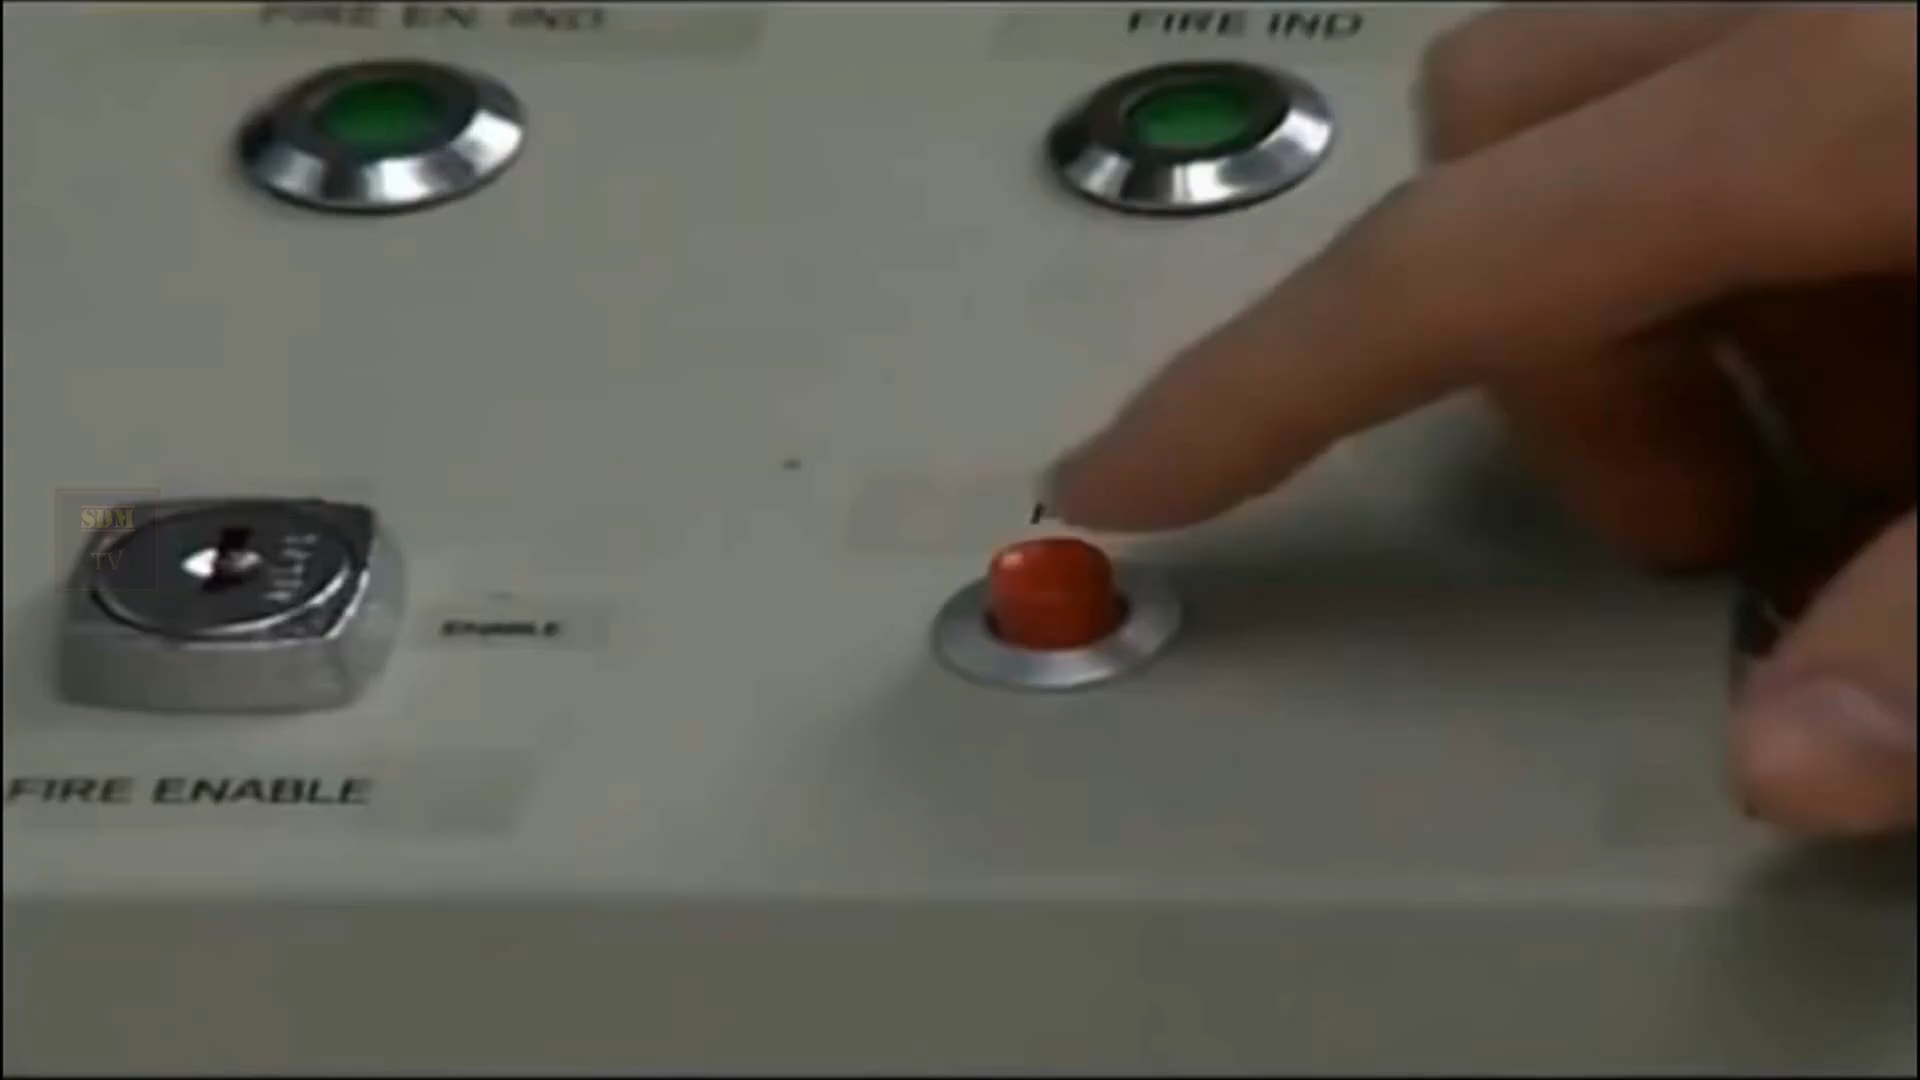 FIRE EN. IND
FIRE IND
SDM
TV
ENABLE
FIRE ENABLE